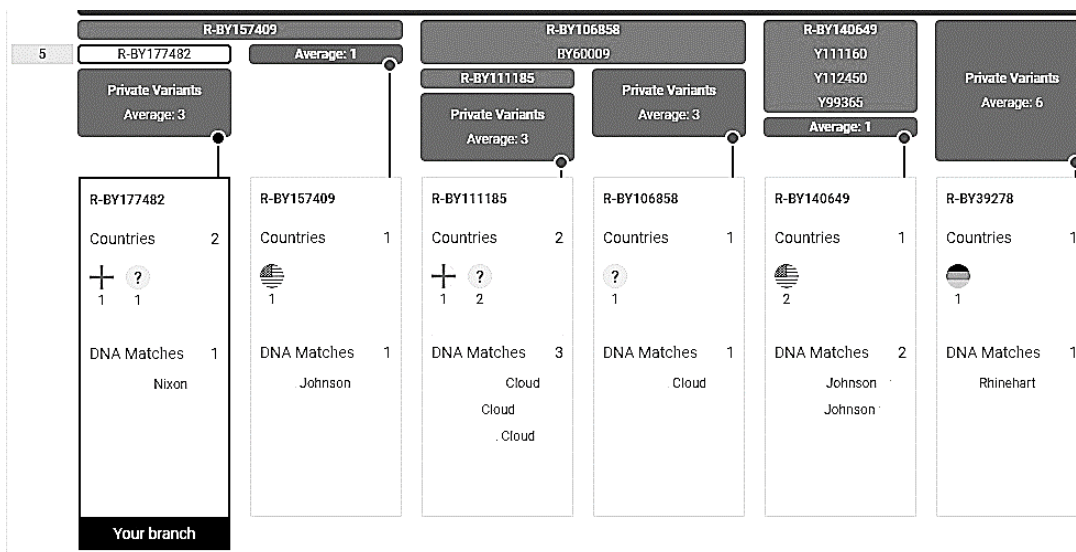 R-BY157409
R-BY106858
R-BY140649
5
R-BY177482
Average: 1
BY60009
Y111160
Private Variants
Average: 3
R-BY111185
Private Variants
Average: 3
Private Variants
Average: 3
Y112450
Y99365
Average: 1
Private Variants
Average: 6
R-BY177482
Countries 2
?
1 1
DNA Matches 1
Nixon
Your branch
R-BY157409
Countries 1
1
DNA Matches 1
Johnson
R-BY111185
Countries 2
?
1 2
DNA Matches 3
Cloud
Cloud
. Cloud
R-BY106858
Countries 1
?
1
DNA Matches 1
. Cloud
R-BY140649
Countries 1
2
DNA Matches 2
Johnson
Johnson
R-BY39278
Countries 1
1
DNA Matches 1
Rhinehart